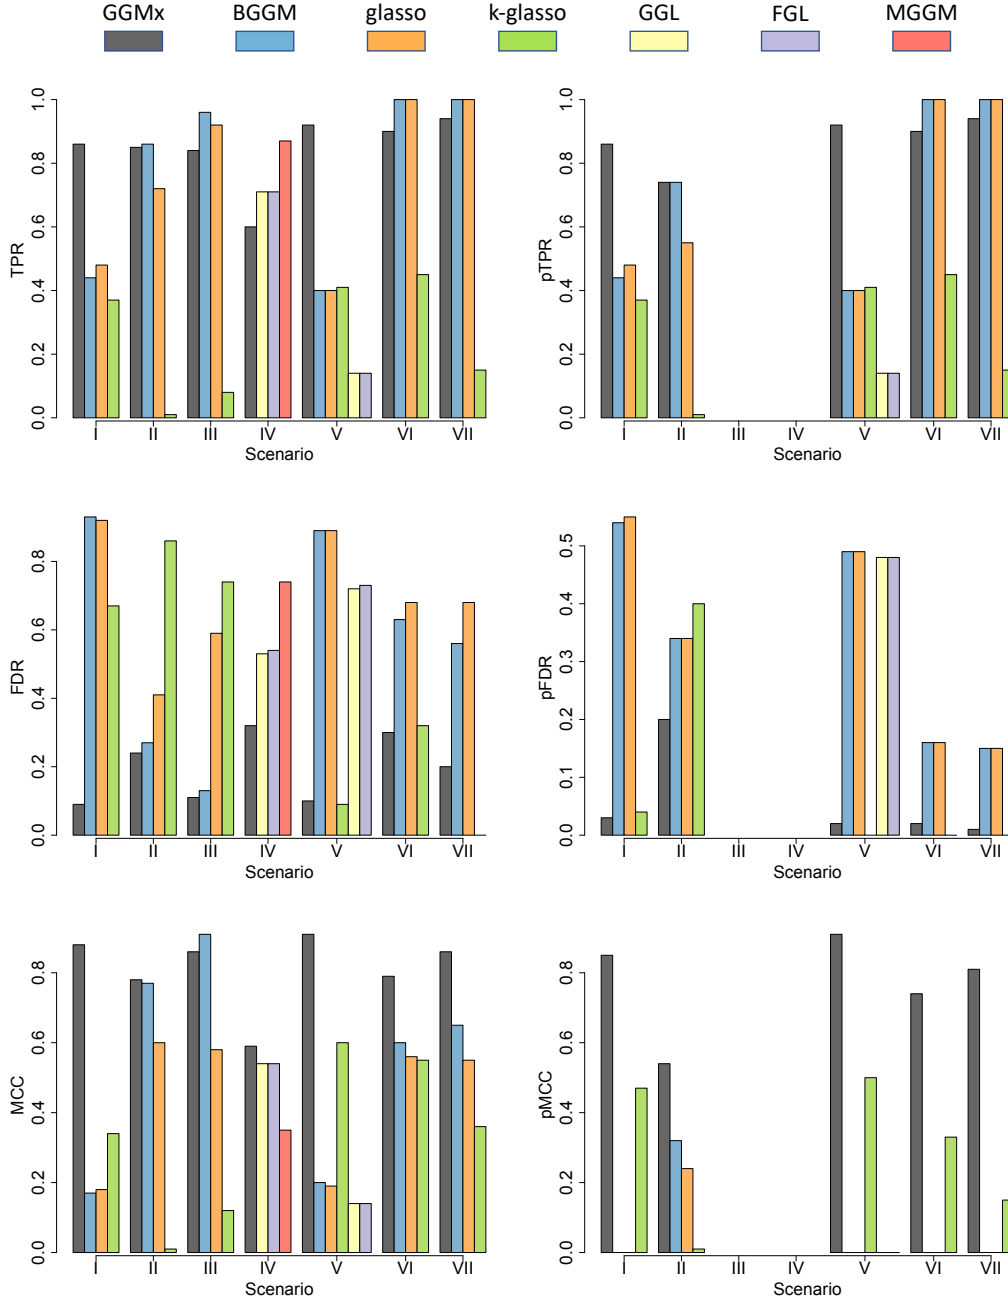 GGMx BGGM glasso k-glasso GGL FGL MGGM
TPR
0.0 0.2 0.4 0.6 0.8 1.0
I II III IV V VI VII
Scenario
pTPR
0.0 0.2 0.4 0.6 0.8 1.0
I II III IV V VI VII
Scenario
FDR
0.0 0.2 0.4 0.6 0.8
I II III IV V VI VII
Scenario
pFDR
0.0 0.1 0.2 0.3 0.4 0.5
I II III IV V VI VII
Scenario
MCC
0.0 0.2 0.4 0.6 0.8
I II III IV V VI VII
Scenario
pMCC
0.0 0.2 0.4 0.6 0.8
I II III IV V VI VII
Scenario